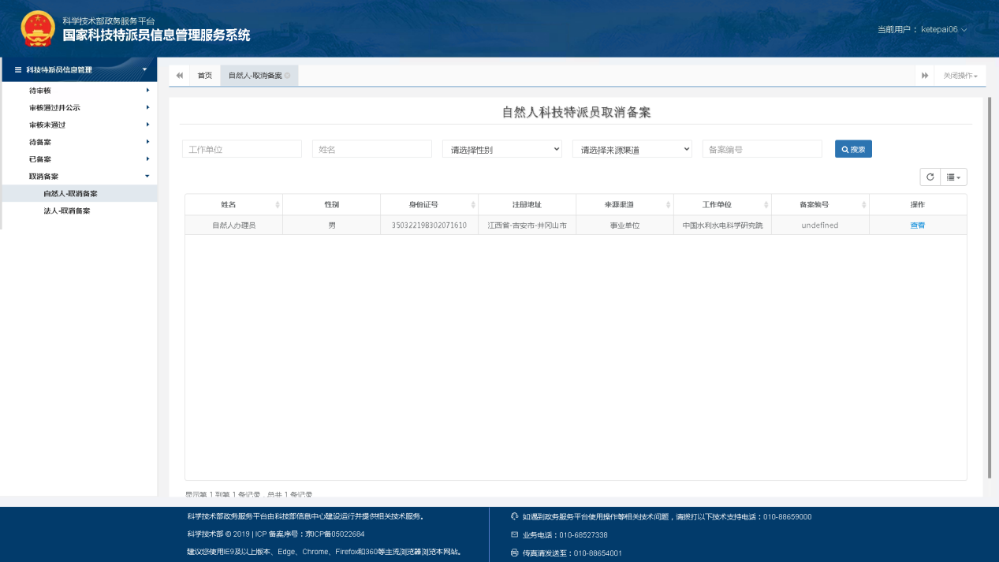 科学技术部政务服务平台
国家科技特派员信息管理服务系统
当前用户： ketepai06
科技特派员信息管理
待审核
审核通过并公示
审核未通过
待备案
已备案
取消备案
自然人-取消备案
法人-取消备案
首页 自然人-取消备案 关闭操作
自然人科技特派员取消备案
工作单位 姓名 请选择性别 请选择来源渠道 备案编号 搜索
姓名 性别 身份证号 注册地址 来源渠道 工作单位 备案编号 操作
自然人办理员 男 350322198302071610 江西省-吉安市-井冈山市 事业单位 中国水利水电科学研究院 undefined 查看
显示第 1 到第 1 条记录，总共 1 条记录
科学技术部政务服务平台由科技部信息中心建设运行并提供相关技术服务。
科学技术部 © 2019 | ICP 备案序号：京ICP备05022684
建议您使用IE9及以上版本、Edge、Chrome、Firefox和360等主流浏览器浏览本网站。
如遇到政务服务平台使用操作等相关技术问题，请拨打以下技术支持电话：010-88659000
业务电话：010-68527338
传真请发送至：010-88654001